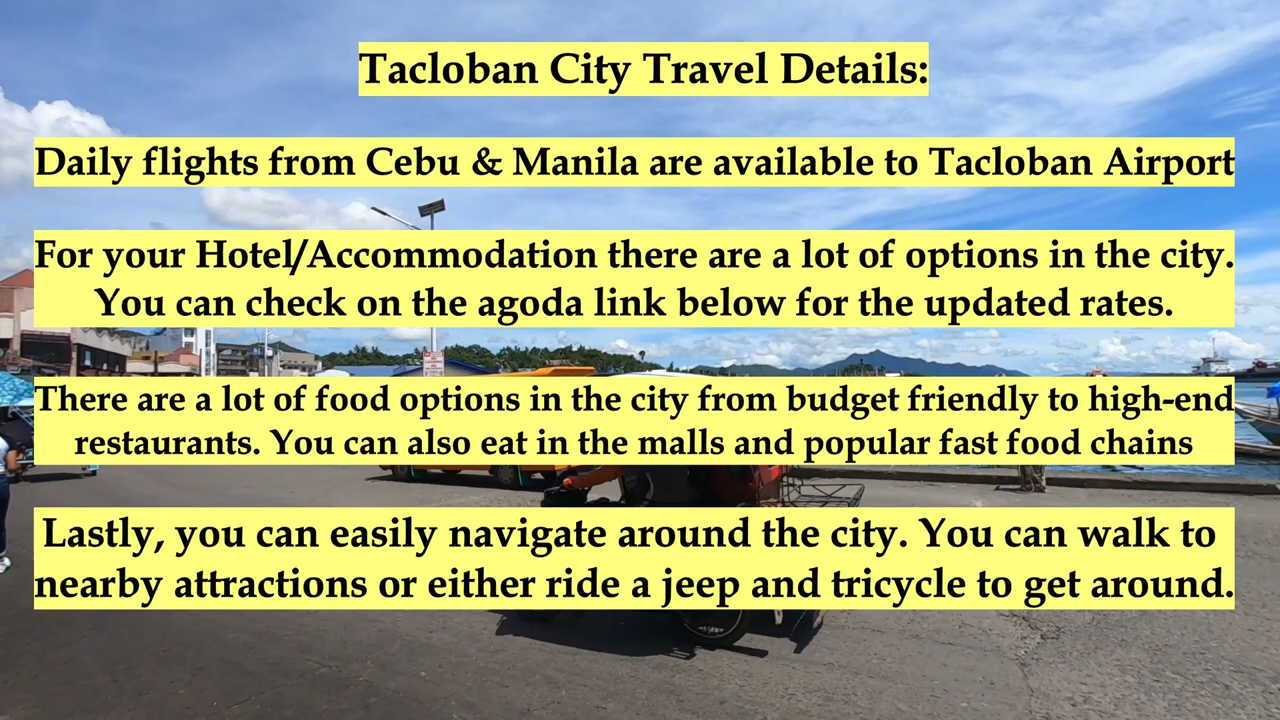 Tacloban City Travel Details:
Daily flights from Cebu & Manila are available to Tacloban Airport
For your Hotel/Accommodation there are a lot of options in the city.
You can check on the agoda link below for the updated rates.
There are a lot of food options in the city from budget friendly to high-end
restaurants. You can also eat in the malls and popular fast food chains
Lastly, you can easily navigate around the city. You can walk to
nearby attractions or either ride a jeep and tricycle to get around.